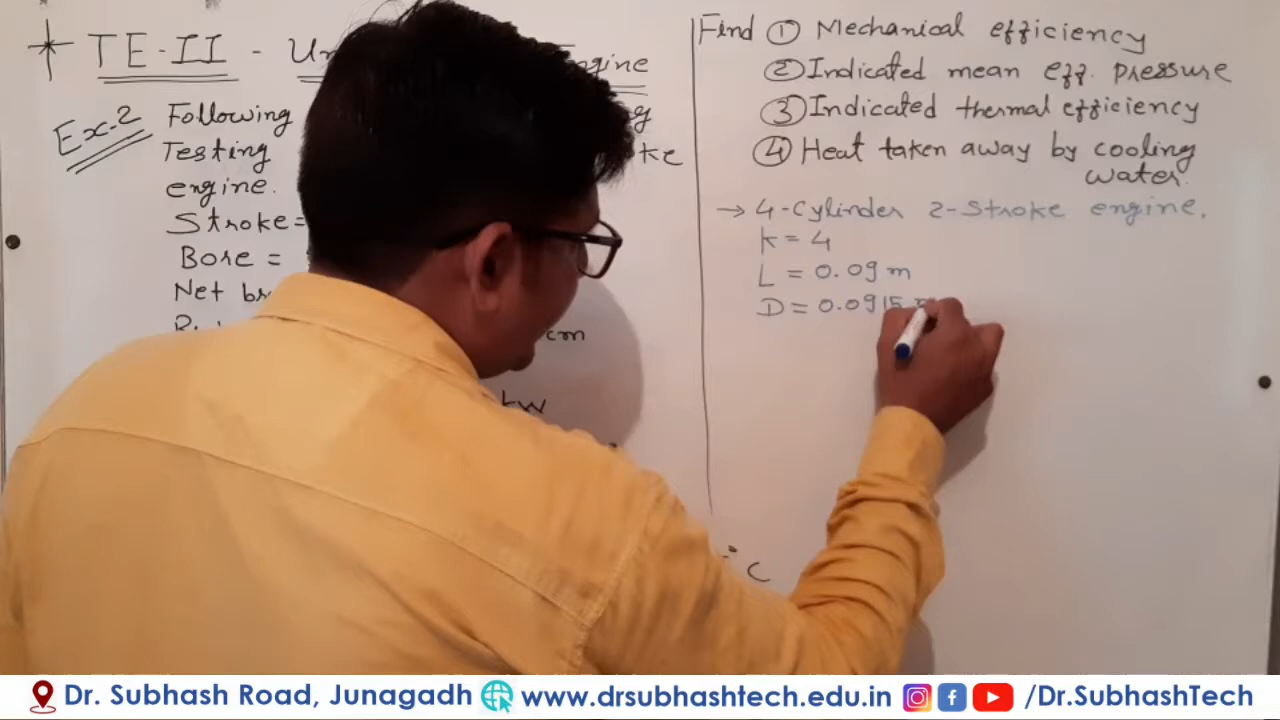 TE-II -
Engine
Ex-2 Following
Testing
engine.
Stroke =
Bore =
Net
cm
Find ① Mechanical efficiency
② Indicated mean eff. pressure
③ Indicated thermal efficiency
④ Heat taken away by cooling
water.
→ 4-Cylinder 2-Stroke engine.
k = 4
L = 0.09 m
D = 0.0915
°C
Dr. Subhash Road, Junagadh www.drsubhashtech.edu.in /Dr.SubhashTech